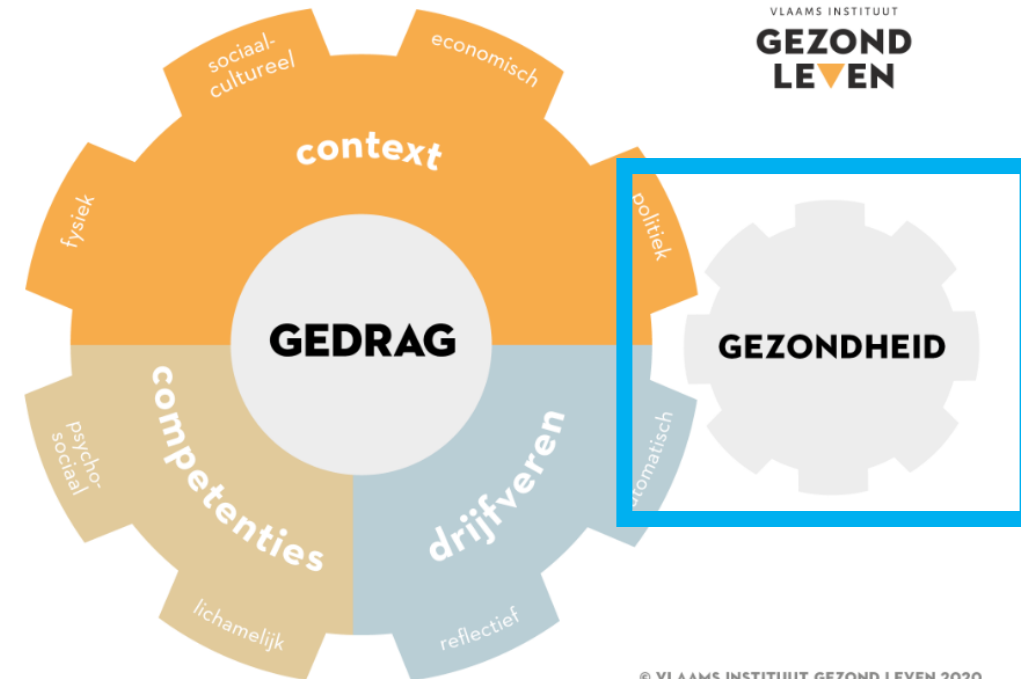 VLAAMS INSTITUUT
GEZOND
LEVEN
sociaal-
cultureel
economisch
context
fysiek
politiek
GEDRAG
GEZONDHEID
competenties
drijfveren
psycho-
sociaal
lichamelijk
reflectief
© VLAAMS INSTITUUT GEZOND LEVEN 2020